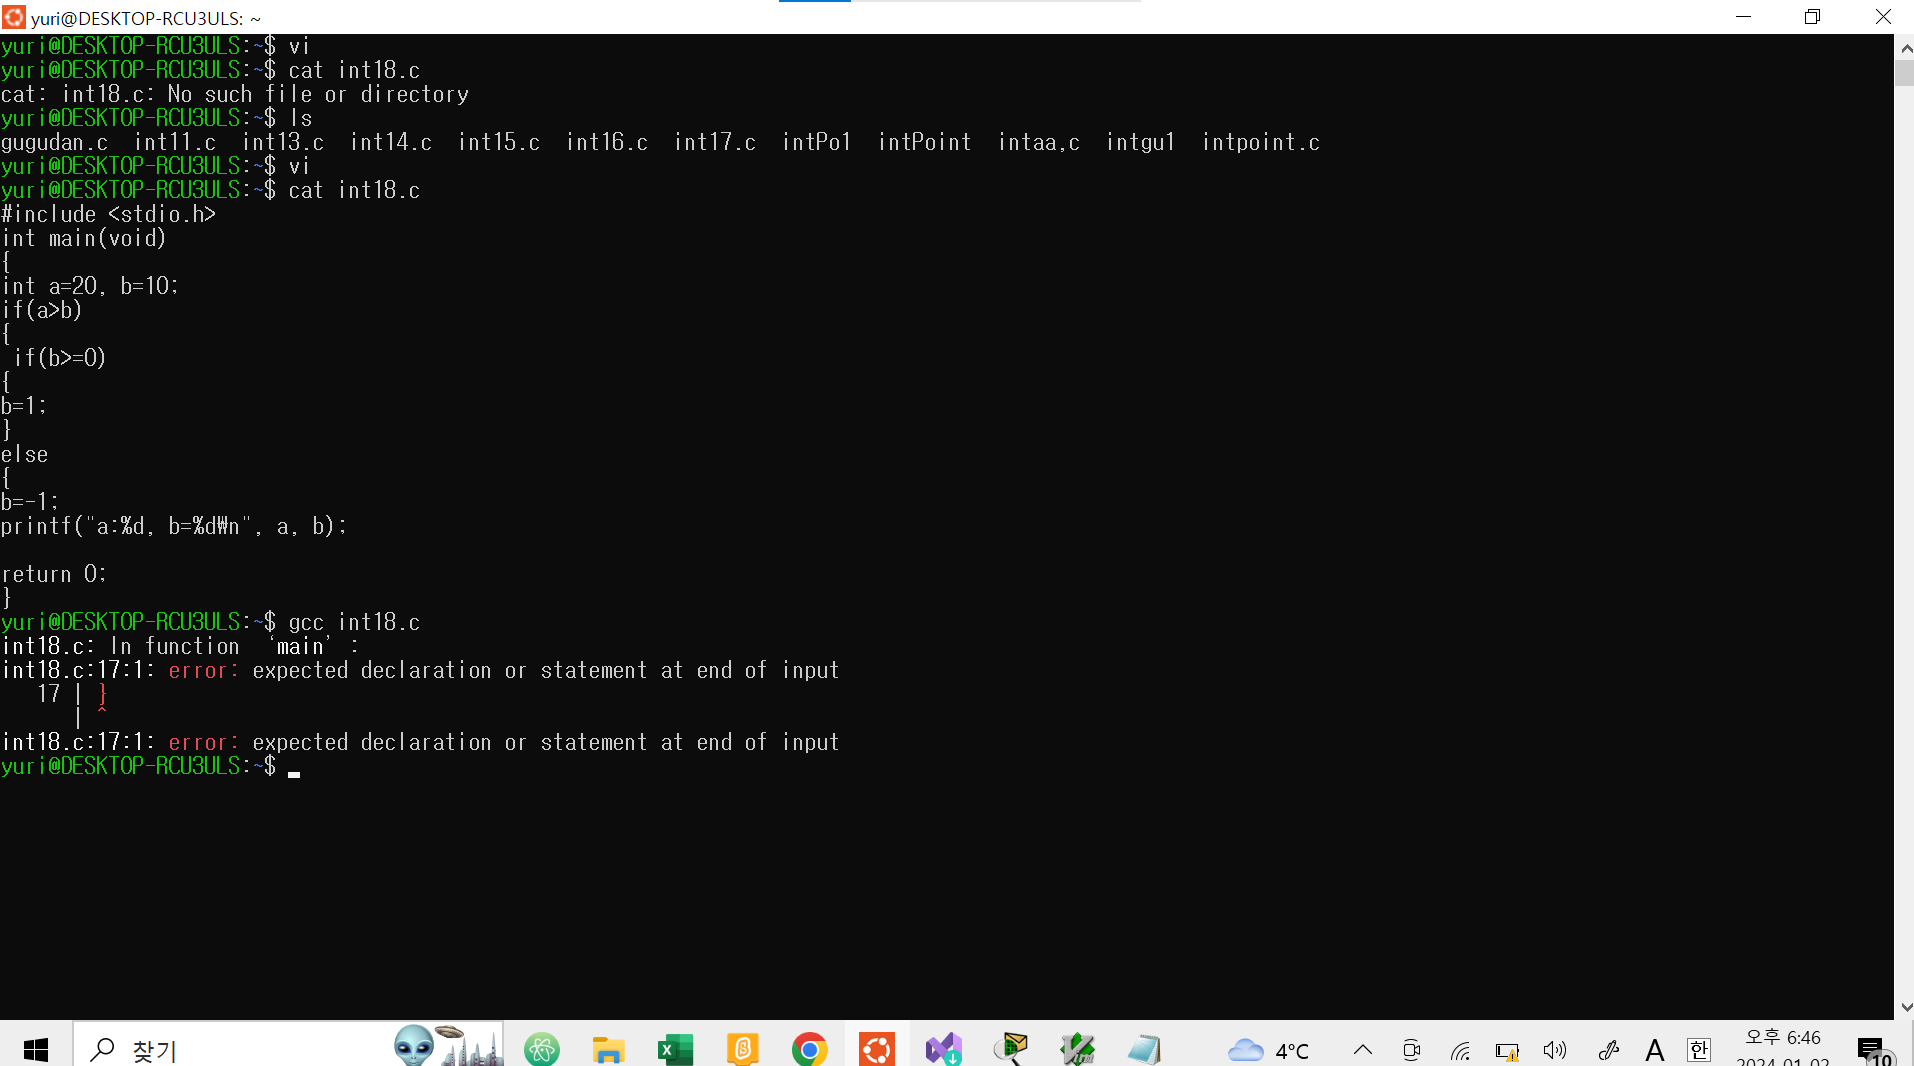 yuri@DESKTOP-RCU3ULS: ~
yuri@DESKTOP-RCU3ULS:~$ vi
yuri@DESKTOP-RCU3ULS:~$ cat int18.c
cat: int18.c: No such file or directory
yuri@DESKTOP-RCU3ULS:~$ ls
gugudan.c  int11.c  int13.c  int14.c  int15.c  int16.c  int17.c  intPo1  intPoint  intaa,c  intgu1  intpoint.c
yuri@DESKTOP-RCU3ULS:~$ vi
yuri@DESKTOP-RCU3ULS:~$ cat int18.c
#include <stdio.h>
int main(void)
{
int a=20, b=10;
if(a>b)
{
 if(b>=0)
{
b=1;
}
else
{
b=-1;
printf("a:%d, b=%d₩n", a, b);
return 0;
}
yuri@DESKTOP-RCU3ULS:~$ gcc int18.c
int18.c: In function ‘main’:
int18.c:17:1: error: expected declaration or statement at end of input
   17 | }
      | ^
int18.c:17:1: error: expected declaration or statement at end of input
yuri@DESKTOP-RCU3ULS:~$
찾기
4°C
A
한
오후 6:46
2024-01-02
10